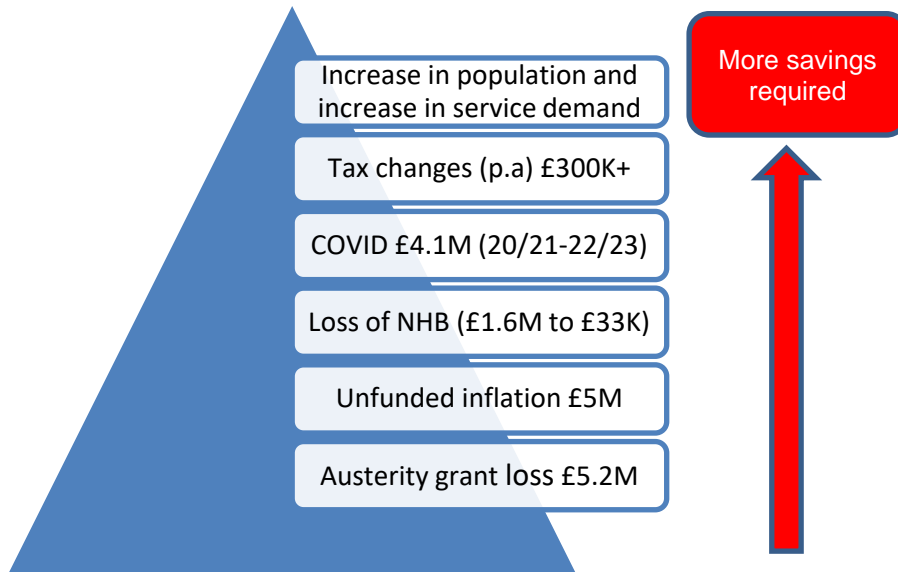 Increase in population and
increase in service demand
More savings
required
Tax changes (p.a) £300K+
COVID £4.1M (20/21-22/23)
Loss of NHB (£1.6M to £33K)
Unfunded inflation £5M
Austerity grant loss £5.2M